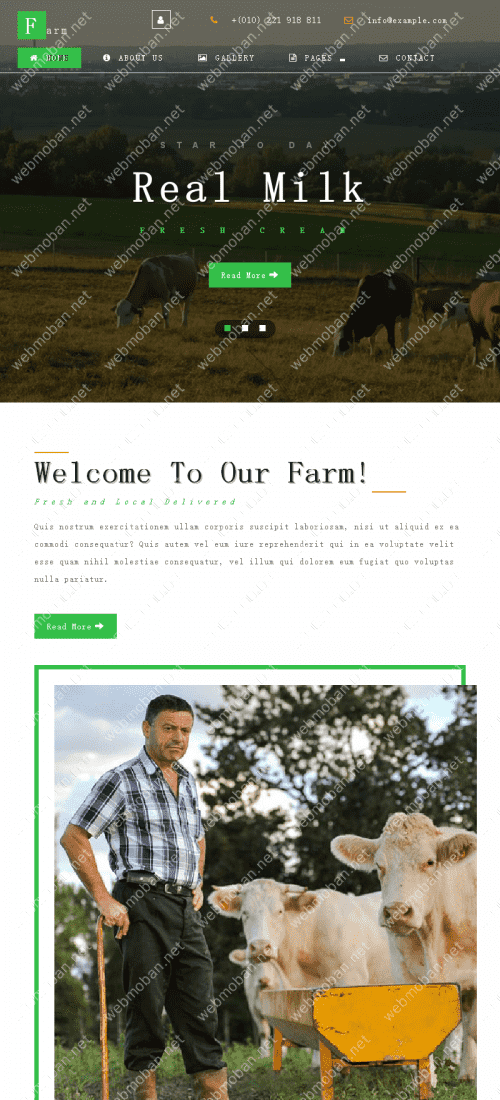 Farm
+(010) 221 918 811
info@example.com
HOME
ABOUT US
GALLERY
PAGES
CONTACT
START TO DA
Real Milk
FRESH CREAM
Read More
Welcome To Our Farm!
Fresh and Local Delivered
Quis nostrum exercitationem ullam corporis suscipit laboriosam, nisi ut aliquid ex ea
commodi consequatur? Quis autem vel eum iure reprehenderit qui in ea voluptate velit
esse quam nihil molestiae consequatur, vel illum qui dolorem eum fugiat quo voluptas
nulla pariatur.
Read More
webmoban.net